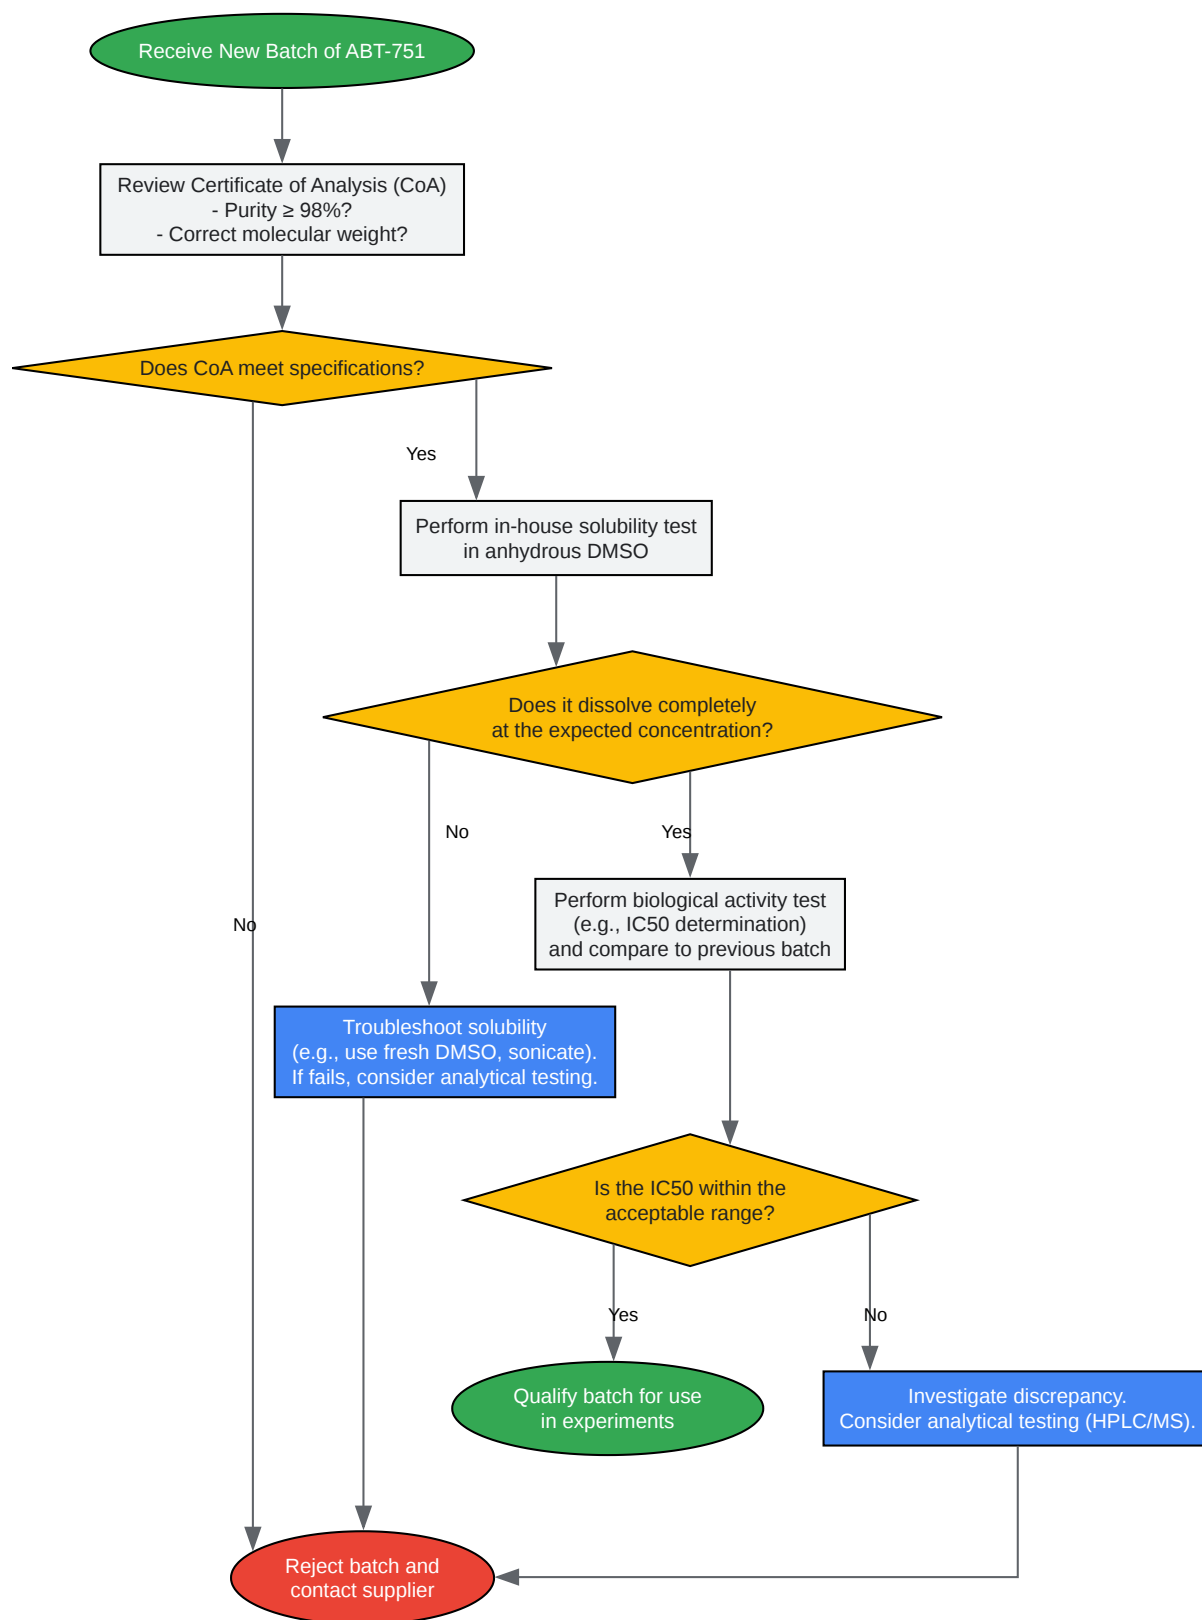 Receive New Batch of ABT-751
Review Certificate of Analysis (CoA)
- Purity ≥ 98%?
- Correct molecular weight?
Does CoA meet specifications?
Yes
Perform in-house solubility test
in anhydrous DMSO
Does it dissolve completely
at the expected concentration?
No
Yes
Perform biological activity test
(e.g., IC50 determination)
and compare to previous batch
No
Troubleshoot solubility
(e.g., use fresh DMSO, sonicate).
If fails, consider analytical testing.
Is the IC50 within the
acceptable range?
Yes
No
Qualify batch for use
in experiments
Investigate discrepancy.
Consider analytical testing (HPLC/MS).
Reject batch and
contact supplier